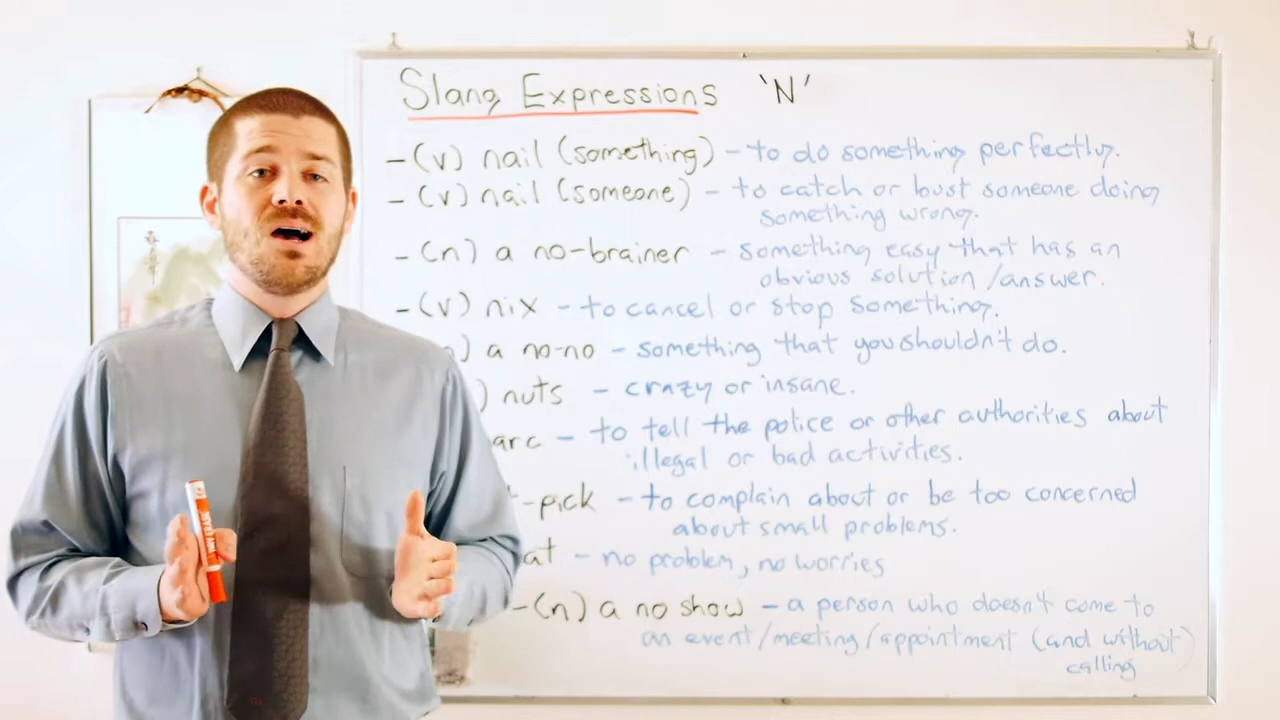 Slang Expressions 'N'
- (v) nail (something) - to do something perfectly.
- (v) nail (someone) - to catch or bust someone doing
something wrong.
- (n) a no-brainer - something easy that has an
obvious solution/answer.
- (v) nix - to cancel or stop something.
) a no-no - something that you shouldn't do.
) nuts - crazy or insane.
arc - to tell the police or other authorities about
illegal or bad activities.
-pick - to complain about or be too concerned
about small problems.
at - no problem, no worries
- (n) a no show - a person who doesn't come to
an event/meeting/appointment (and without)
calling